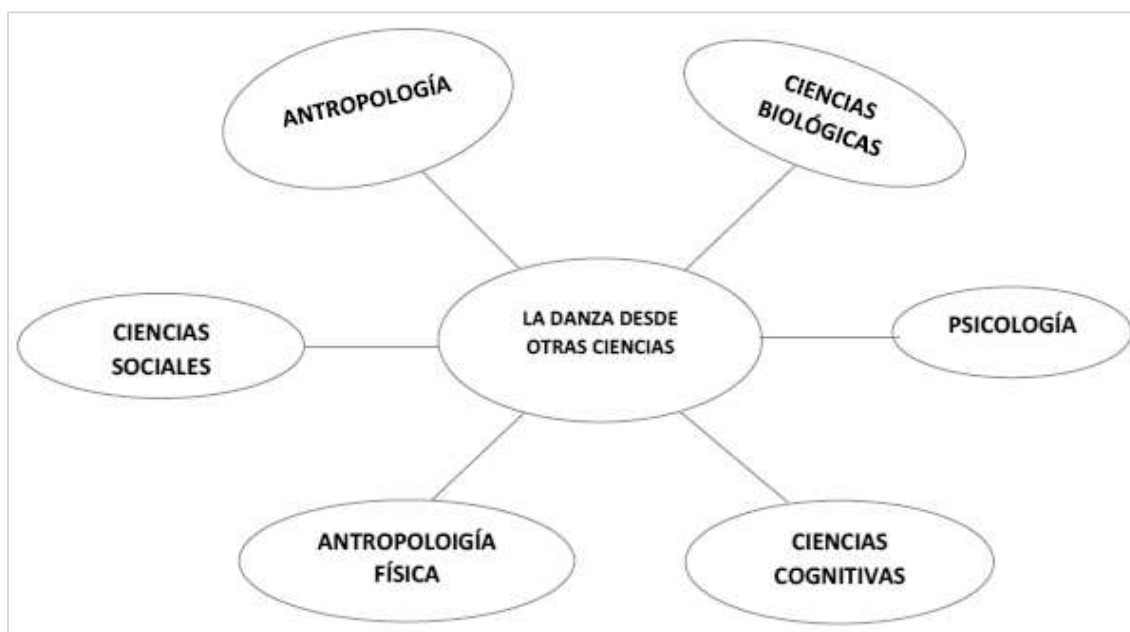 ANTROPOLOGÍA
CIENCIAS
BIOLÓGICAS
LA DANZA DESDE
OTRAS CIENCIAS
PSICOLOGÍA
CIENCIAS
SOCIALES
ANTROPOLOIGÍA
FÍSICA
CIENCIAS
COGNITIVAS